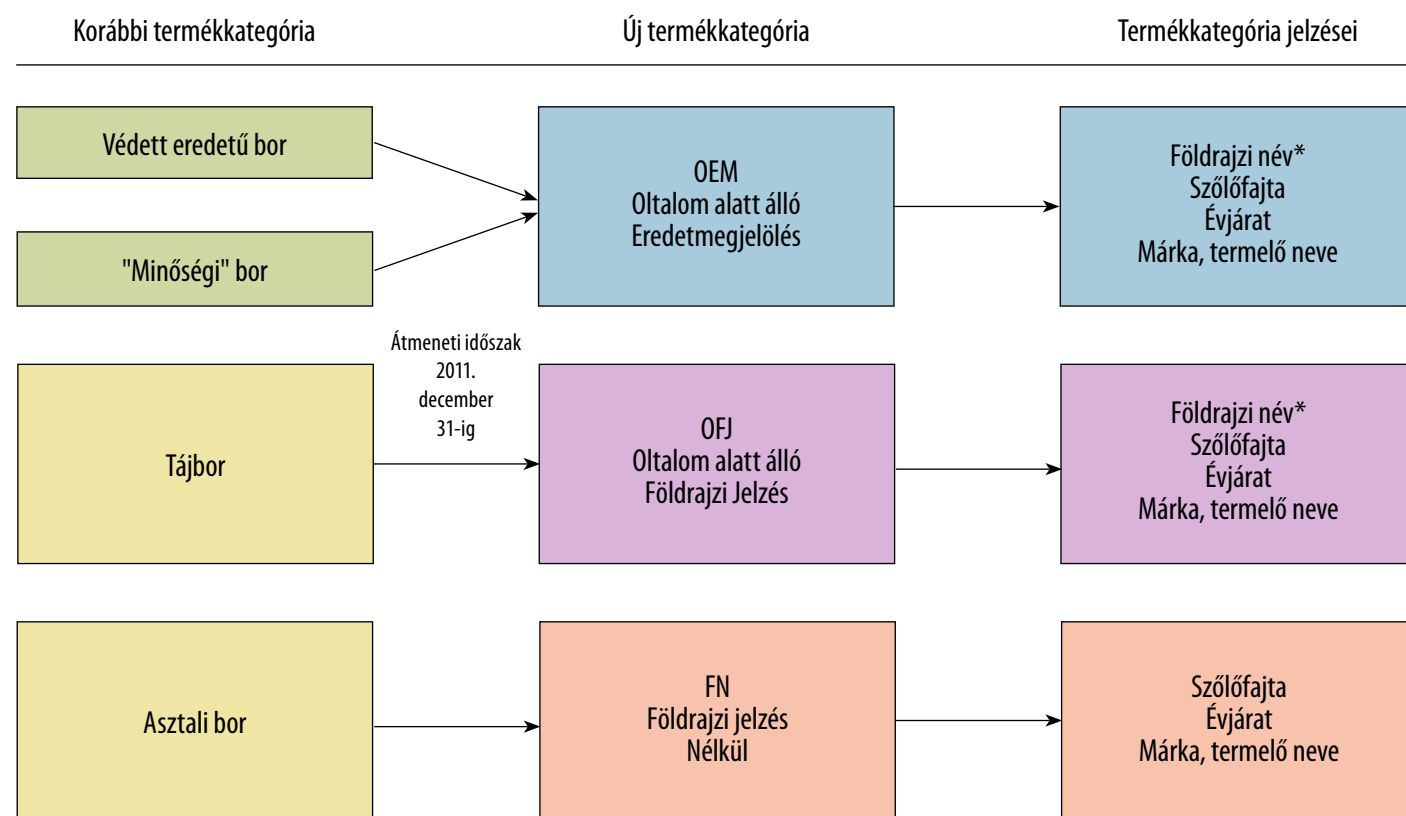 Korábbi termékkategória
Új termékkategória
Termékkategória jelzései
Védett eredetű bor
"Minőségi" bor
OEM
Oltalom alatt álló
Eredetmegjelölés
Földrajzi név*
Szőlőfajta
Évjárat
Márka, termelő neve
Átmeneti időszak
2011.
december
31-ig
Tájbor
OFJ
Oltalom alatt álló
Földrajzi Jelzés
Földrajzi név*
Szőlőfajta
Évjárat
Márka, termelő neve
Asztali bor
FN
Földrajzi jelzés
Nélkül
Szőlőfajta
Évjárat
Márka, termelő neve